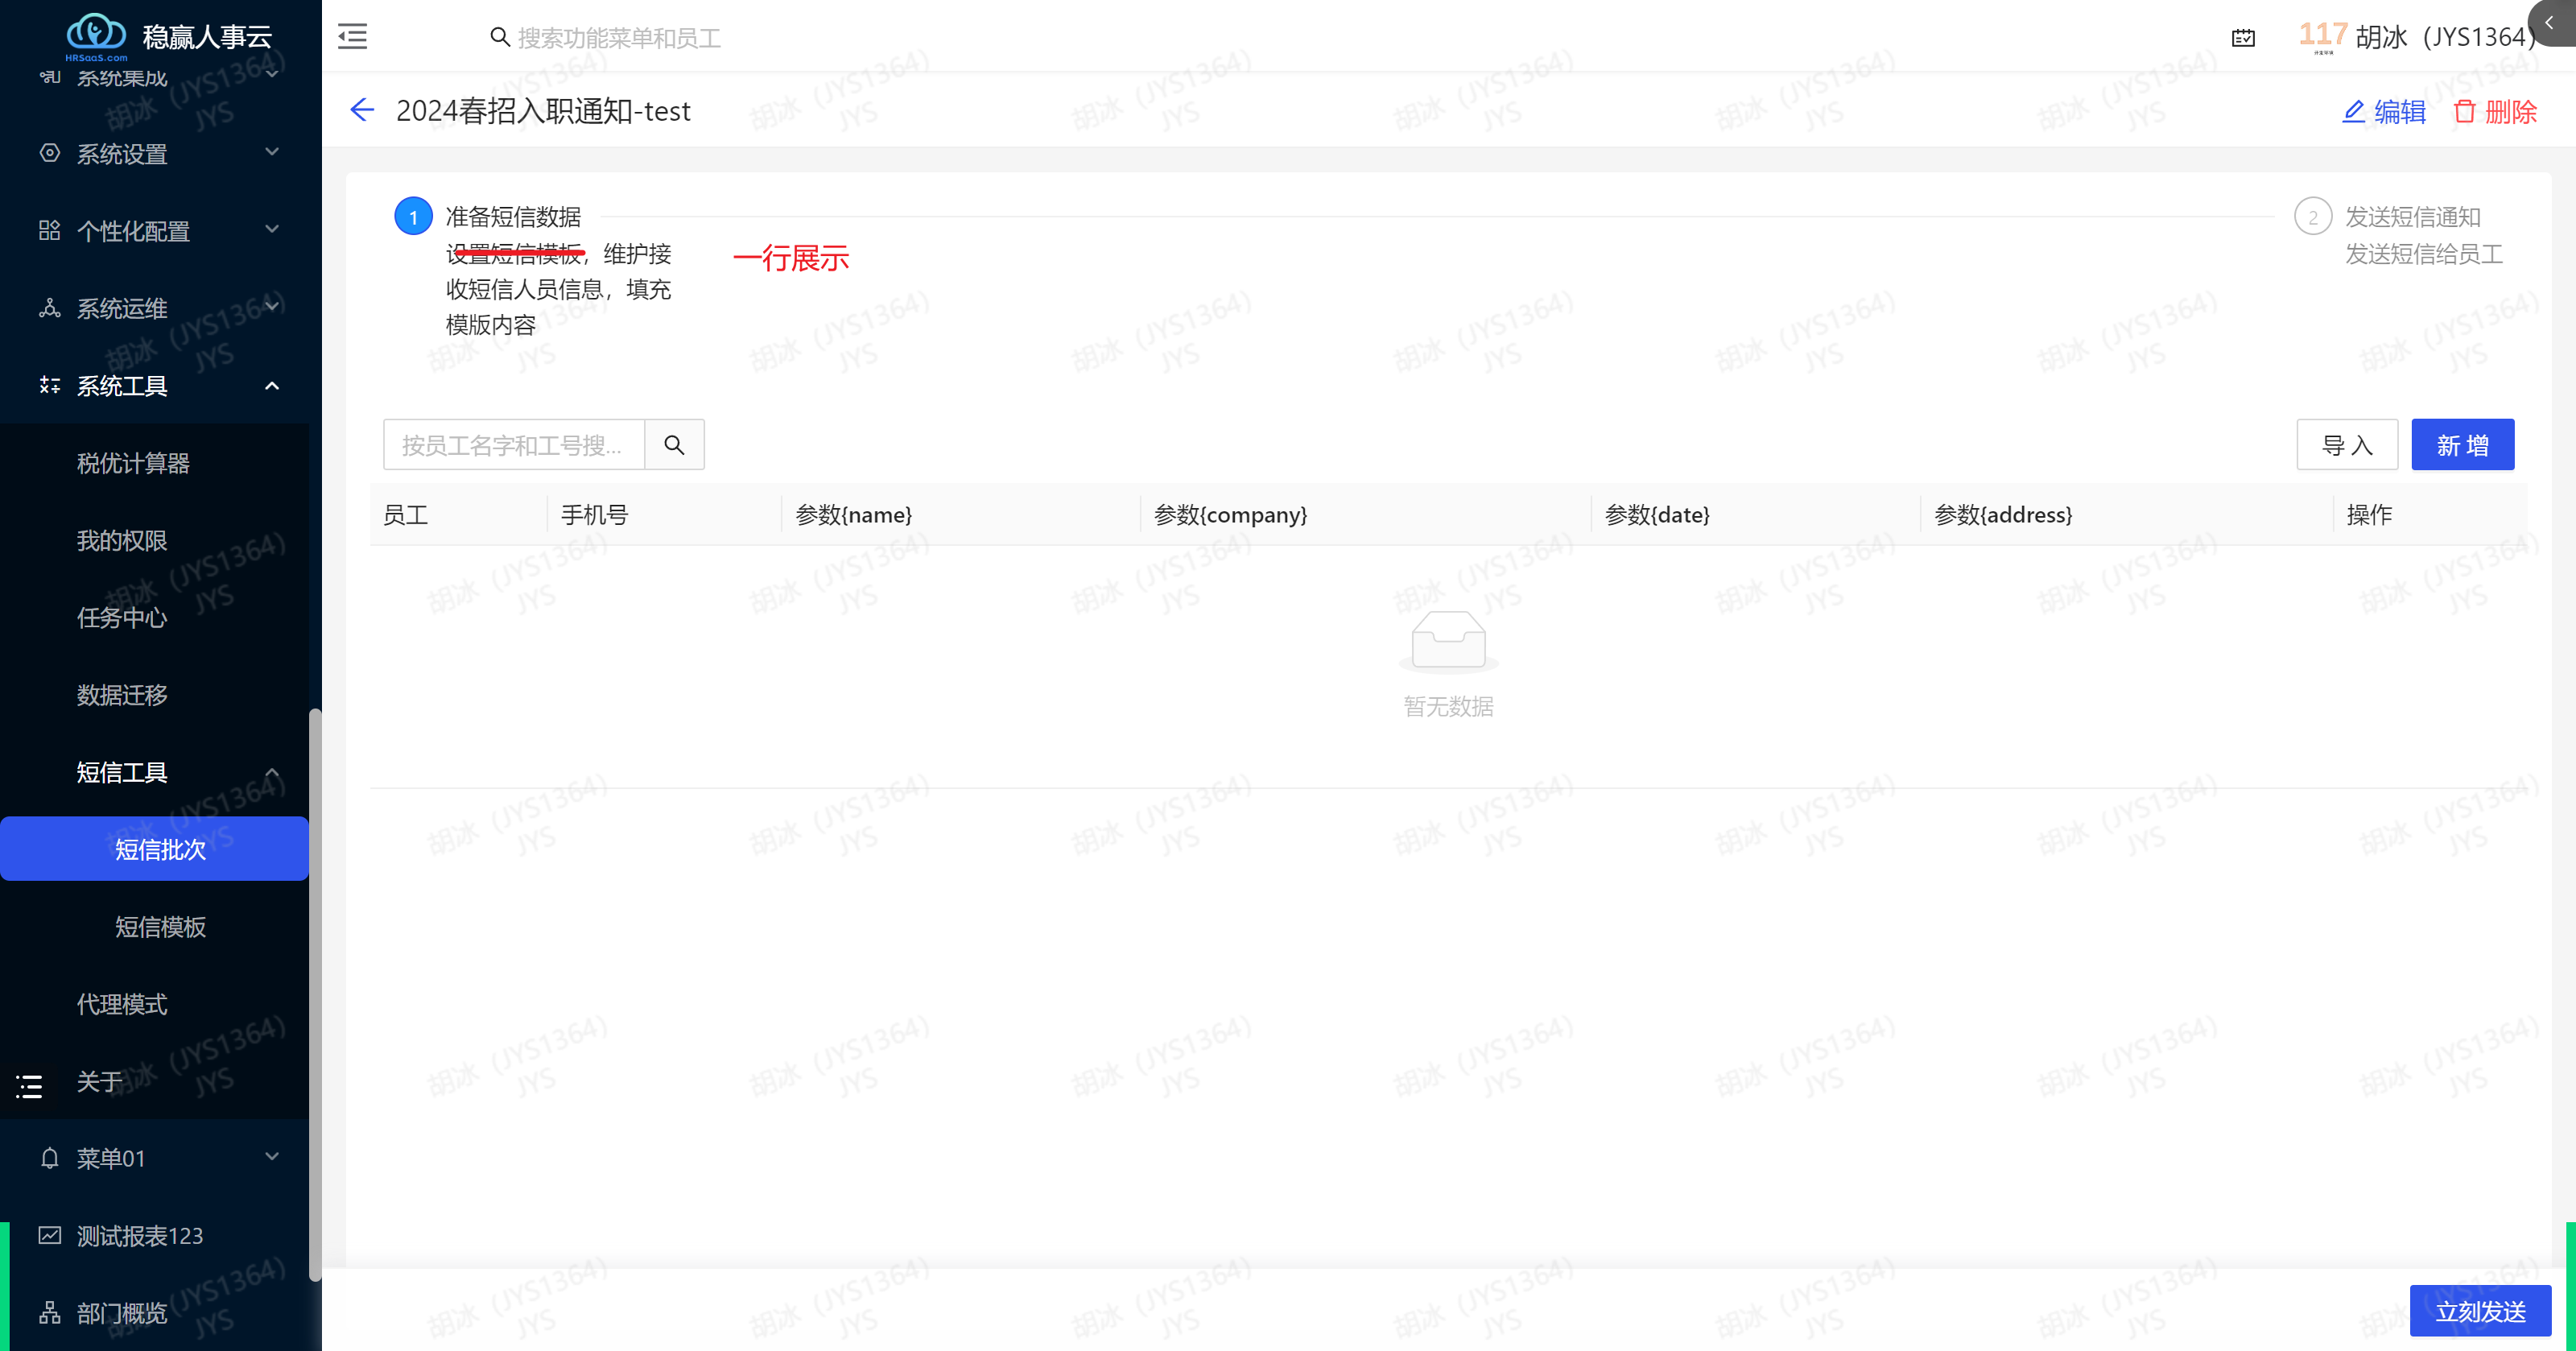 稳赢人事云
HRSaaS.com
搜索功能菜单和员工
117
胡冰（JYS1364）
系统集成
系统设置
个性化配置
系统运维
系统工具
税优计算器
我的权限
任务中心
数据迁移
短信工具
短信批次
短信模板
代理模式
关于
菜单01
测试报表123
部门概览
2024春招入职通知-test
编辑
删除
1
准备短信数据
设置短信模板，维护接
收短信人员信息，填充
模版内容
一行展示
2
发送短信通知
发送短信给员工
按员工名字和工号搜...
导 入
新 增
员工
手机号
参数{name}
参数{company}
参数{date}
参数{address}
操作
暂无数据
立刻发送
胡冰（JYS1364）
JYS